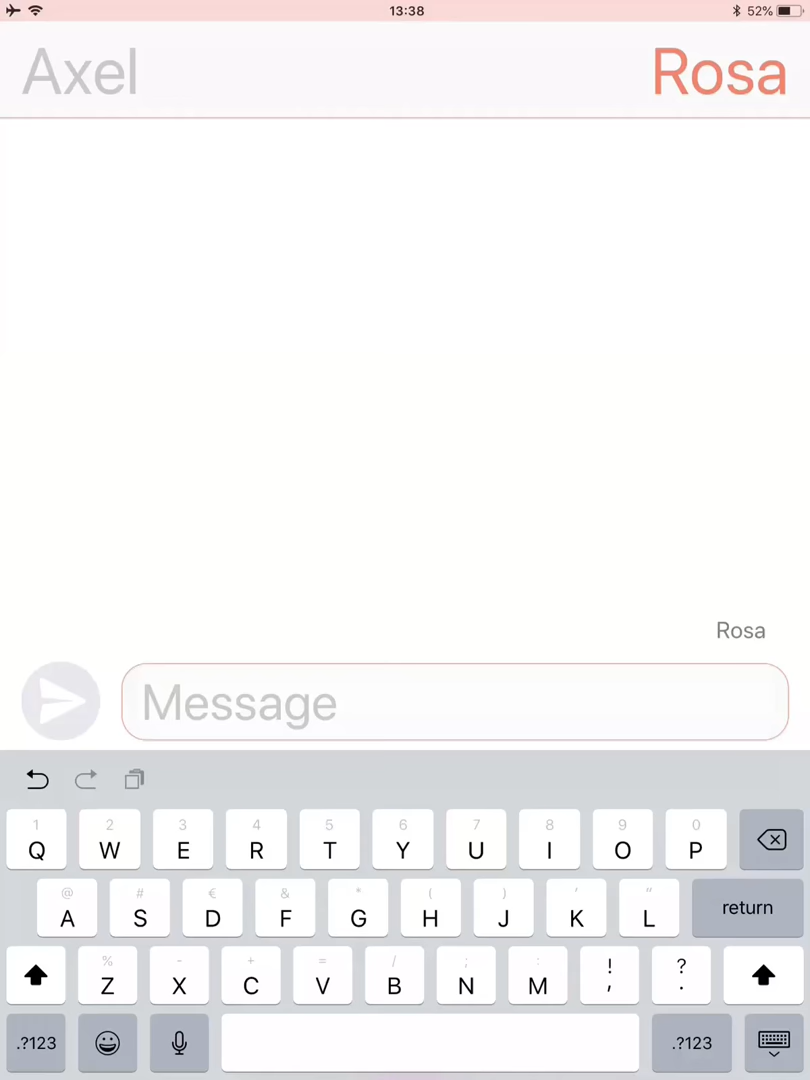 13:38
52%
Axel
Rosa
Rosa
Message
1 2 3 4 5 6 7 8 9 0
Q W E R T Y U I O P
@ # € & * ( ) ' "
A S D F G H J K L return
% - + = / ; : ! ?
Z X C V B N M , .
.?123 .?123